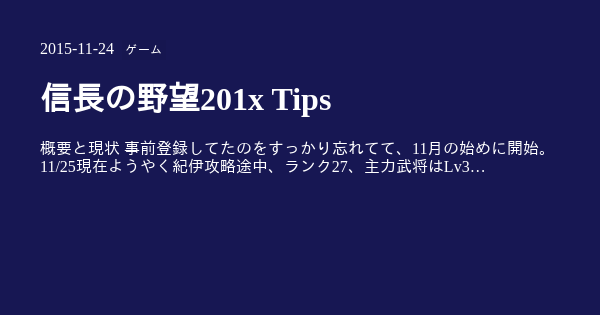 2015-11-24 ゲーム
信長の野望201x Tips
概要と現状 事前登録してたのをすっかり忘れてて、11月の始めに開始。
11/25現在ようやく紀伊攻略途中、ランク27、主力武将はLv3…